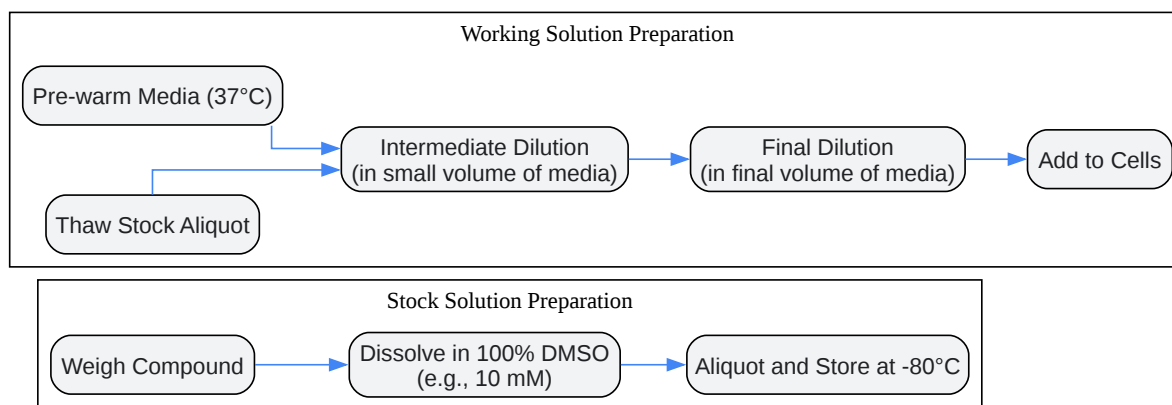 Working Solution Preparation
Pre-warm Media (37°C)
Thaw Stock Aliquot
Intermediate Dilution
(in small volume of media)
Final Dilution
(in final volume of media)
Add to Cells
Stock Solution Preparation
Weigh Compound
Dissolve in 100% DMSO
(e.g., 10 mM)
Aliquot and Store at -80°C